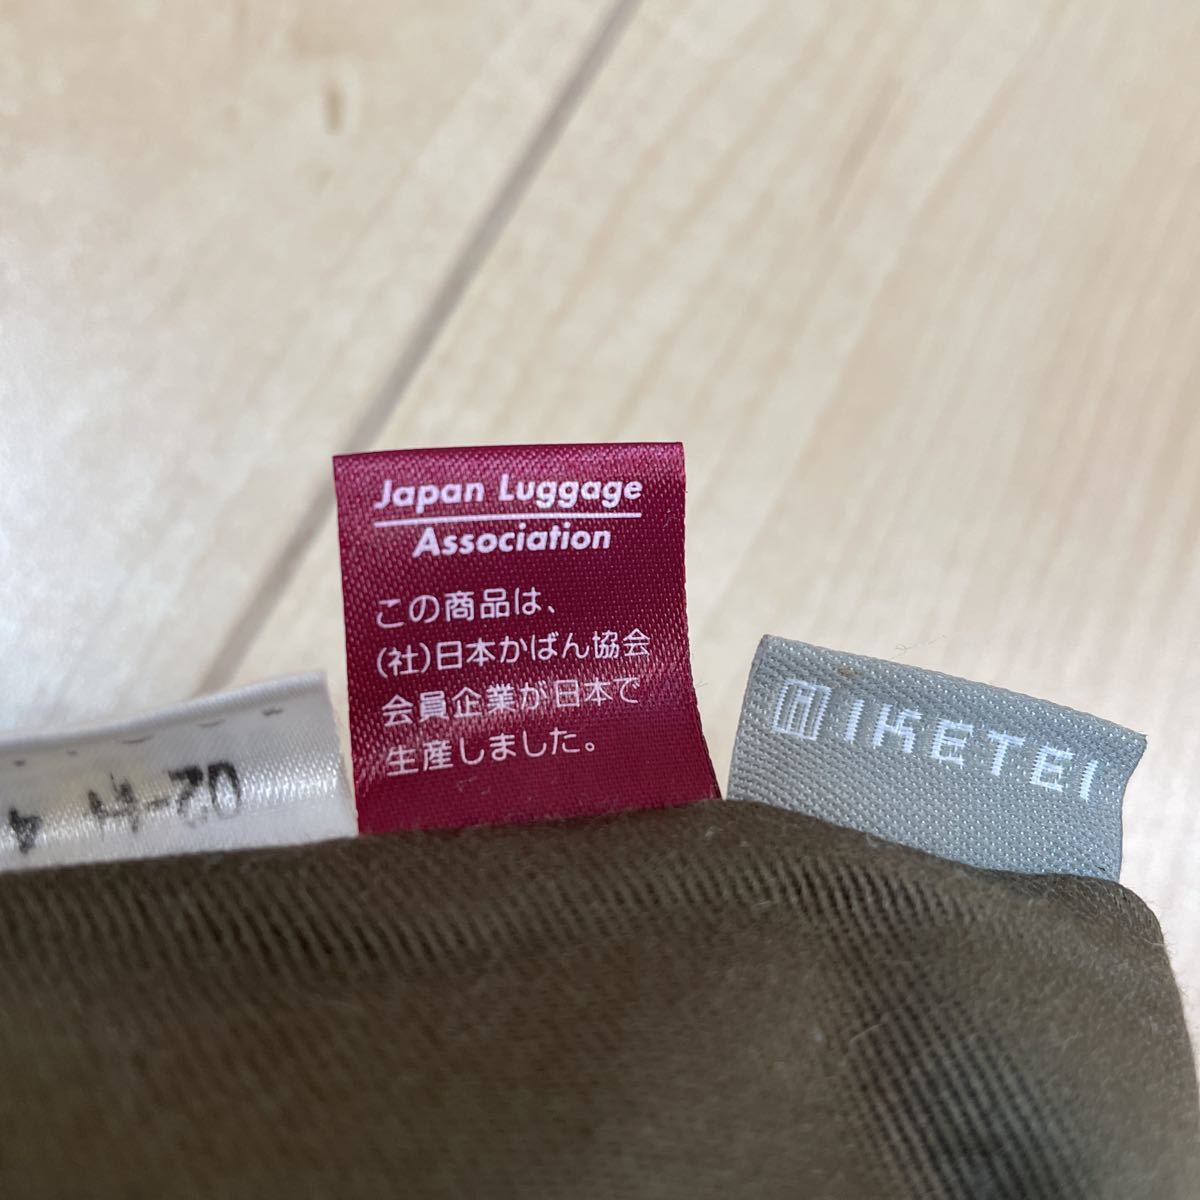 Japan Luggage
Association
この商品は、
(社)日本かばん協会
会員企業が日本で
生産しました。
IKETEI